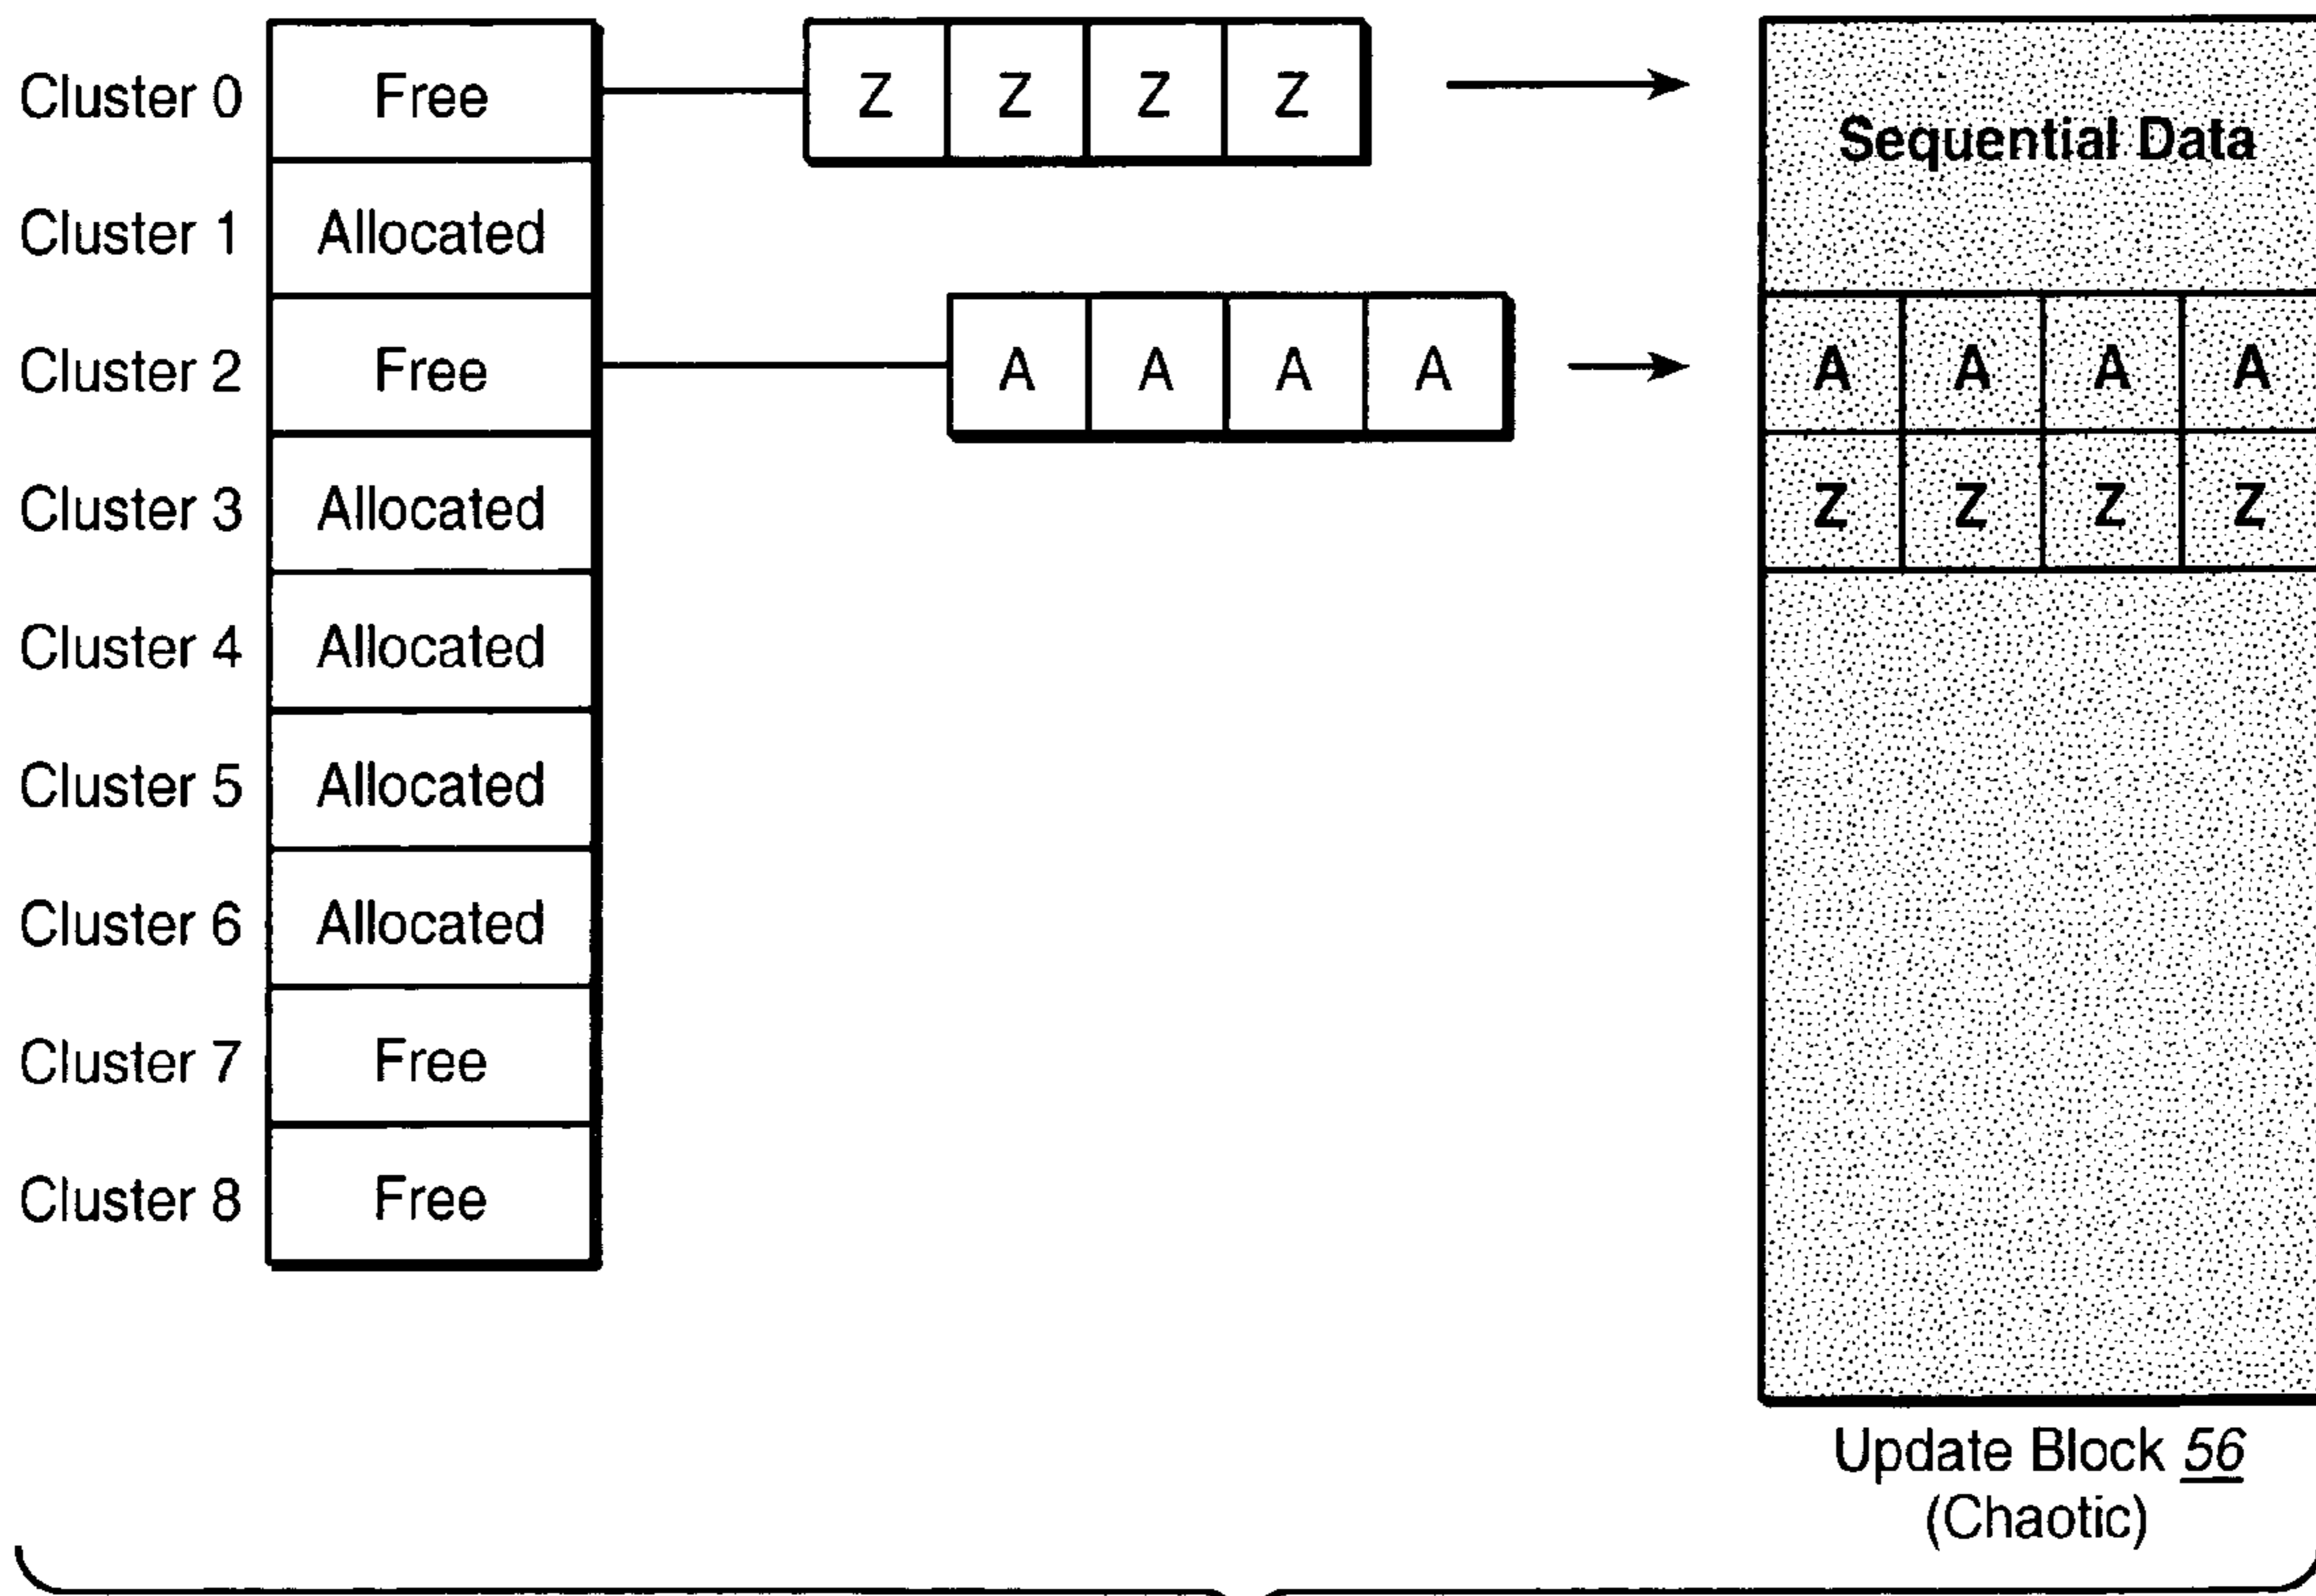 Cluster 0 Free Z Z Z Z
Sequential Data
Cluster 1 Allocated
Cluster 2 Free A A A A A A A A
Cluster 3 Allocated Z Z Z Z
Cluster 4 Allocated
Cluster 5 Allocated
Cluster 6 Allocated
Cluster 7 Free
Cluster 8 Free
Update Block 56
(Chaotic)